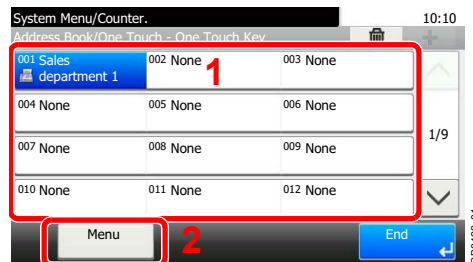 System Menu/Counter. 10:10
Address Book/One Touch - One Touch Key
001 Sales department 1 002 None 1 003 None
004 None 005 None 006 None
1/9
007 None 008 None 009 None
010 None 011 None 012 None
Menu 2 End